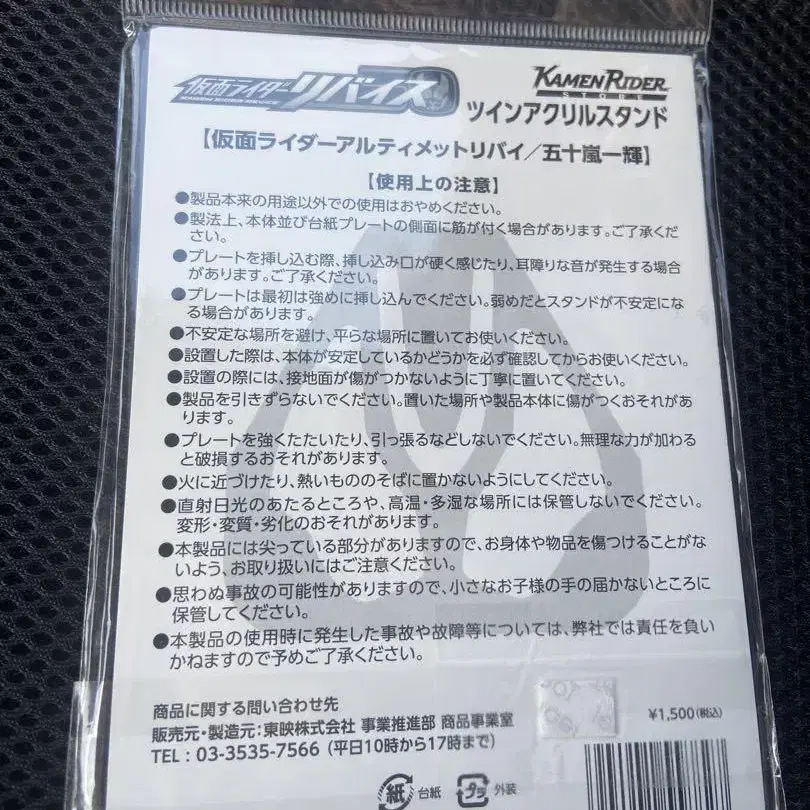 仮面ライダーリバイス
KAMEN RIDER
STORE
ツインアクリルスタンド
【仮面ライダーアルティメットリバイ/五十嵐一輝】
【使用上の注意】
●製品本来の用途以外での使用はおやめください。
●製法上、本体並び台紙プレートの側面に筋が付く場合があります。ご了承くだ
さい。
●プレートを挿し込む際、挿し込み口が硬く感じたり、耳障りな音が発生する場合
があります。ご了承ください。
●プレートは最初は強めに挿し込んでください。弱めだとスタンドが不安定にな
る場合があります。
●不安定な場所を避け、平らな場所に置いてお使いください。
●設置した際は、本体が安定しているかどうかを必ず確認してからお使いください。
●設置の際には、接地面が傷がつかないように丁寧に置いてください。
●製品を引きずらないでください。置いた場所や製品本体に傷がつくおそれがあ
ります。
●プレートを強くたたいたり、引っ張るなどしないでください。無理な力が加わる
と破損するおそれがあります。
●火に近づけたり、熱いもののそばに置かないようにしてください。
●直射日光のあたるところや、高温・多湿な場所には保管しないでください。
変形・変質・劣化のおそれがあります。
●本製品には尖っている部分がありますので、お身体や物品を傷つけることがな
いよう、お取り扱いにはご注意ください。
●思わぬ事故の可能性がありますので、小さなお子様の手の届かないところに
保管してください。
●本製品の使用時に発生した事故や故障等については、弊社では責任を負い
かねますので予めご了承ください。
商品に関する問い合わせ先
販売元・製造元:東映株式会社 事業推進部 商品事業室
TEL : 03-3535-7566 (平日10時から17時まで)
¥1,500(税込)
紙 台紙 プラ 外装